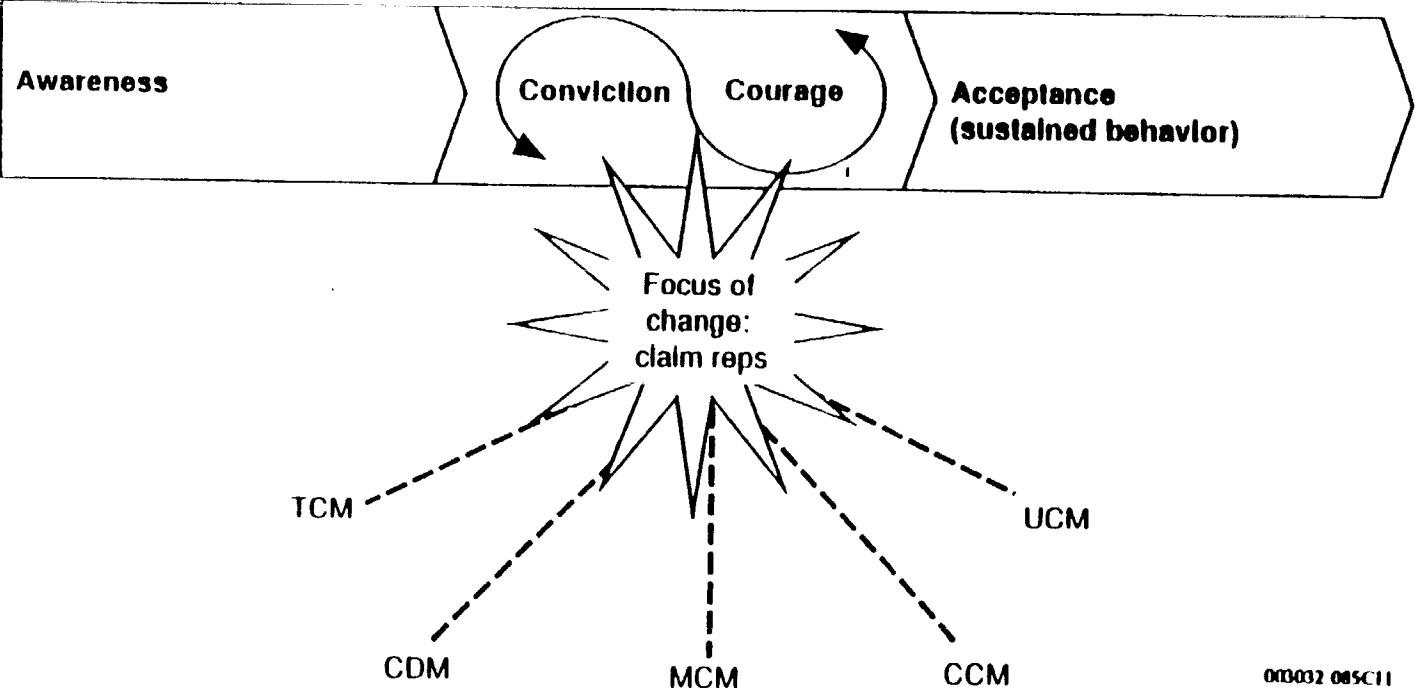 Awareness
Conviction
Courage
Acceptance
(sustained behavior)
Focus of
change:
claim reps
TCM
UCM
CDM
MCM
CCM
003032 085C11